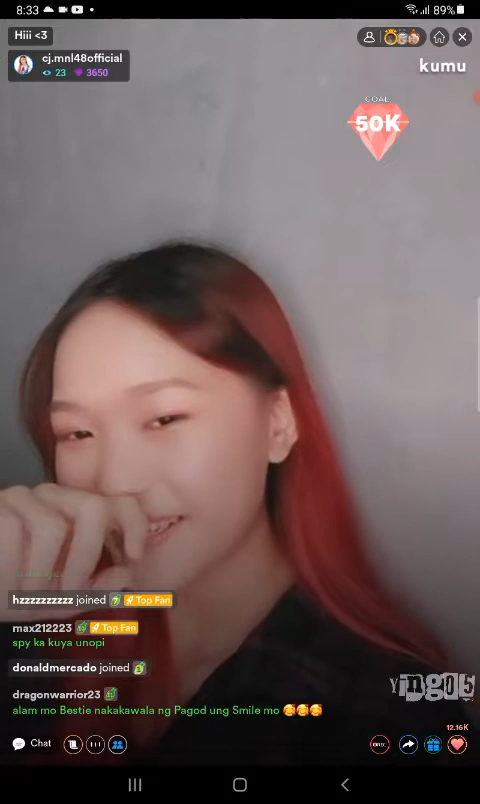 8:33
89%
Hiii <3
cj.mnl48official
23 3650
kumu
GOAL
50K
hzzzzzzzzzz joined 7 Top Fan
max212223 Top Fan
spy ka kuya unopi
donaldmercado joined
dragonwarrior23
alam mo Bestie nakakawala ng Pagod ung Smile mo 🥰🥰🥰
Yingo5
12.16K
Chat